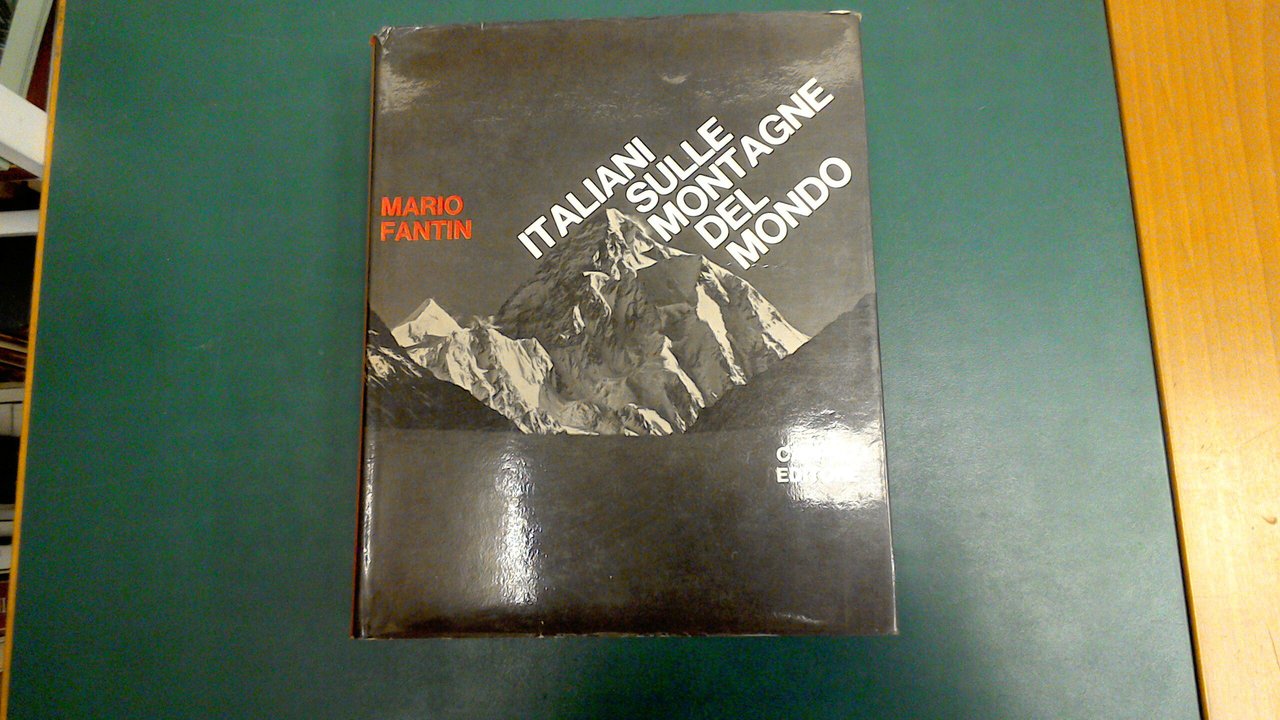 MARIO
FANTIN
ITALIANI
SULLE
MONTAGNE
DEL
MONDO